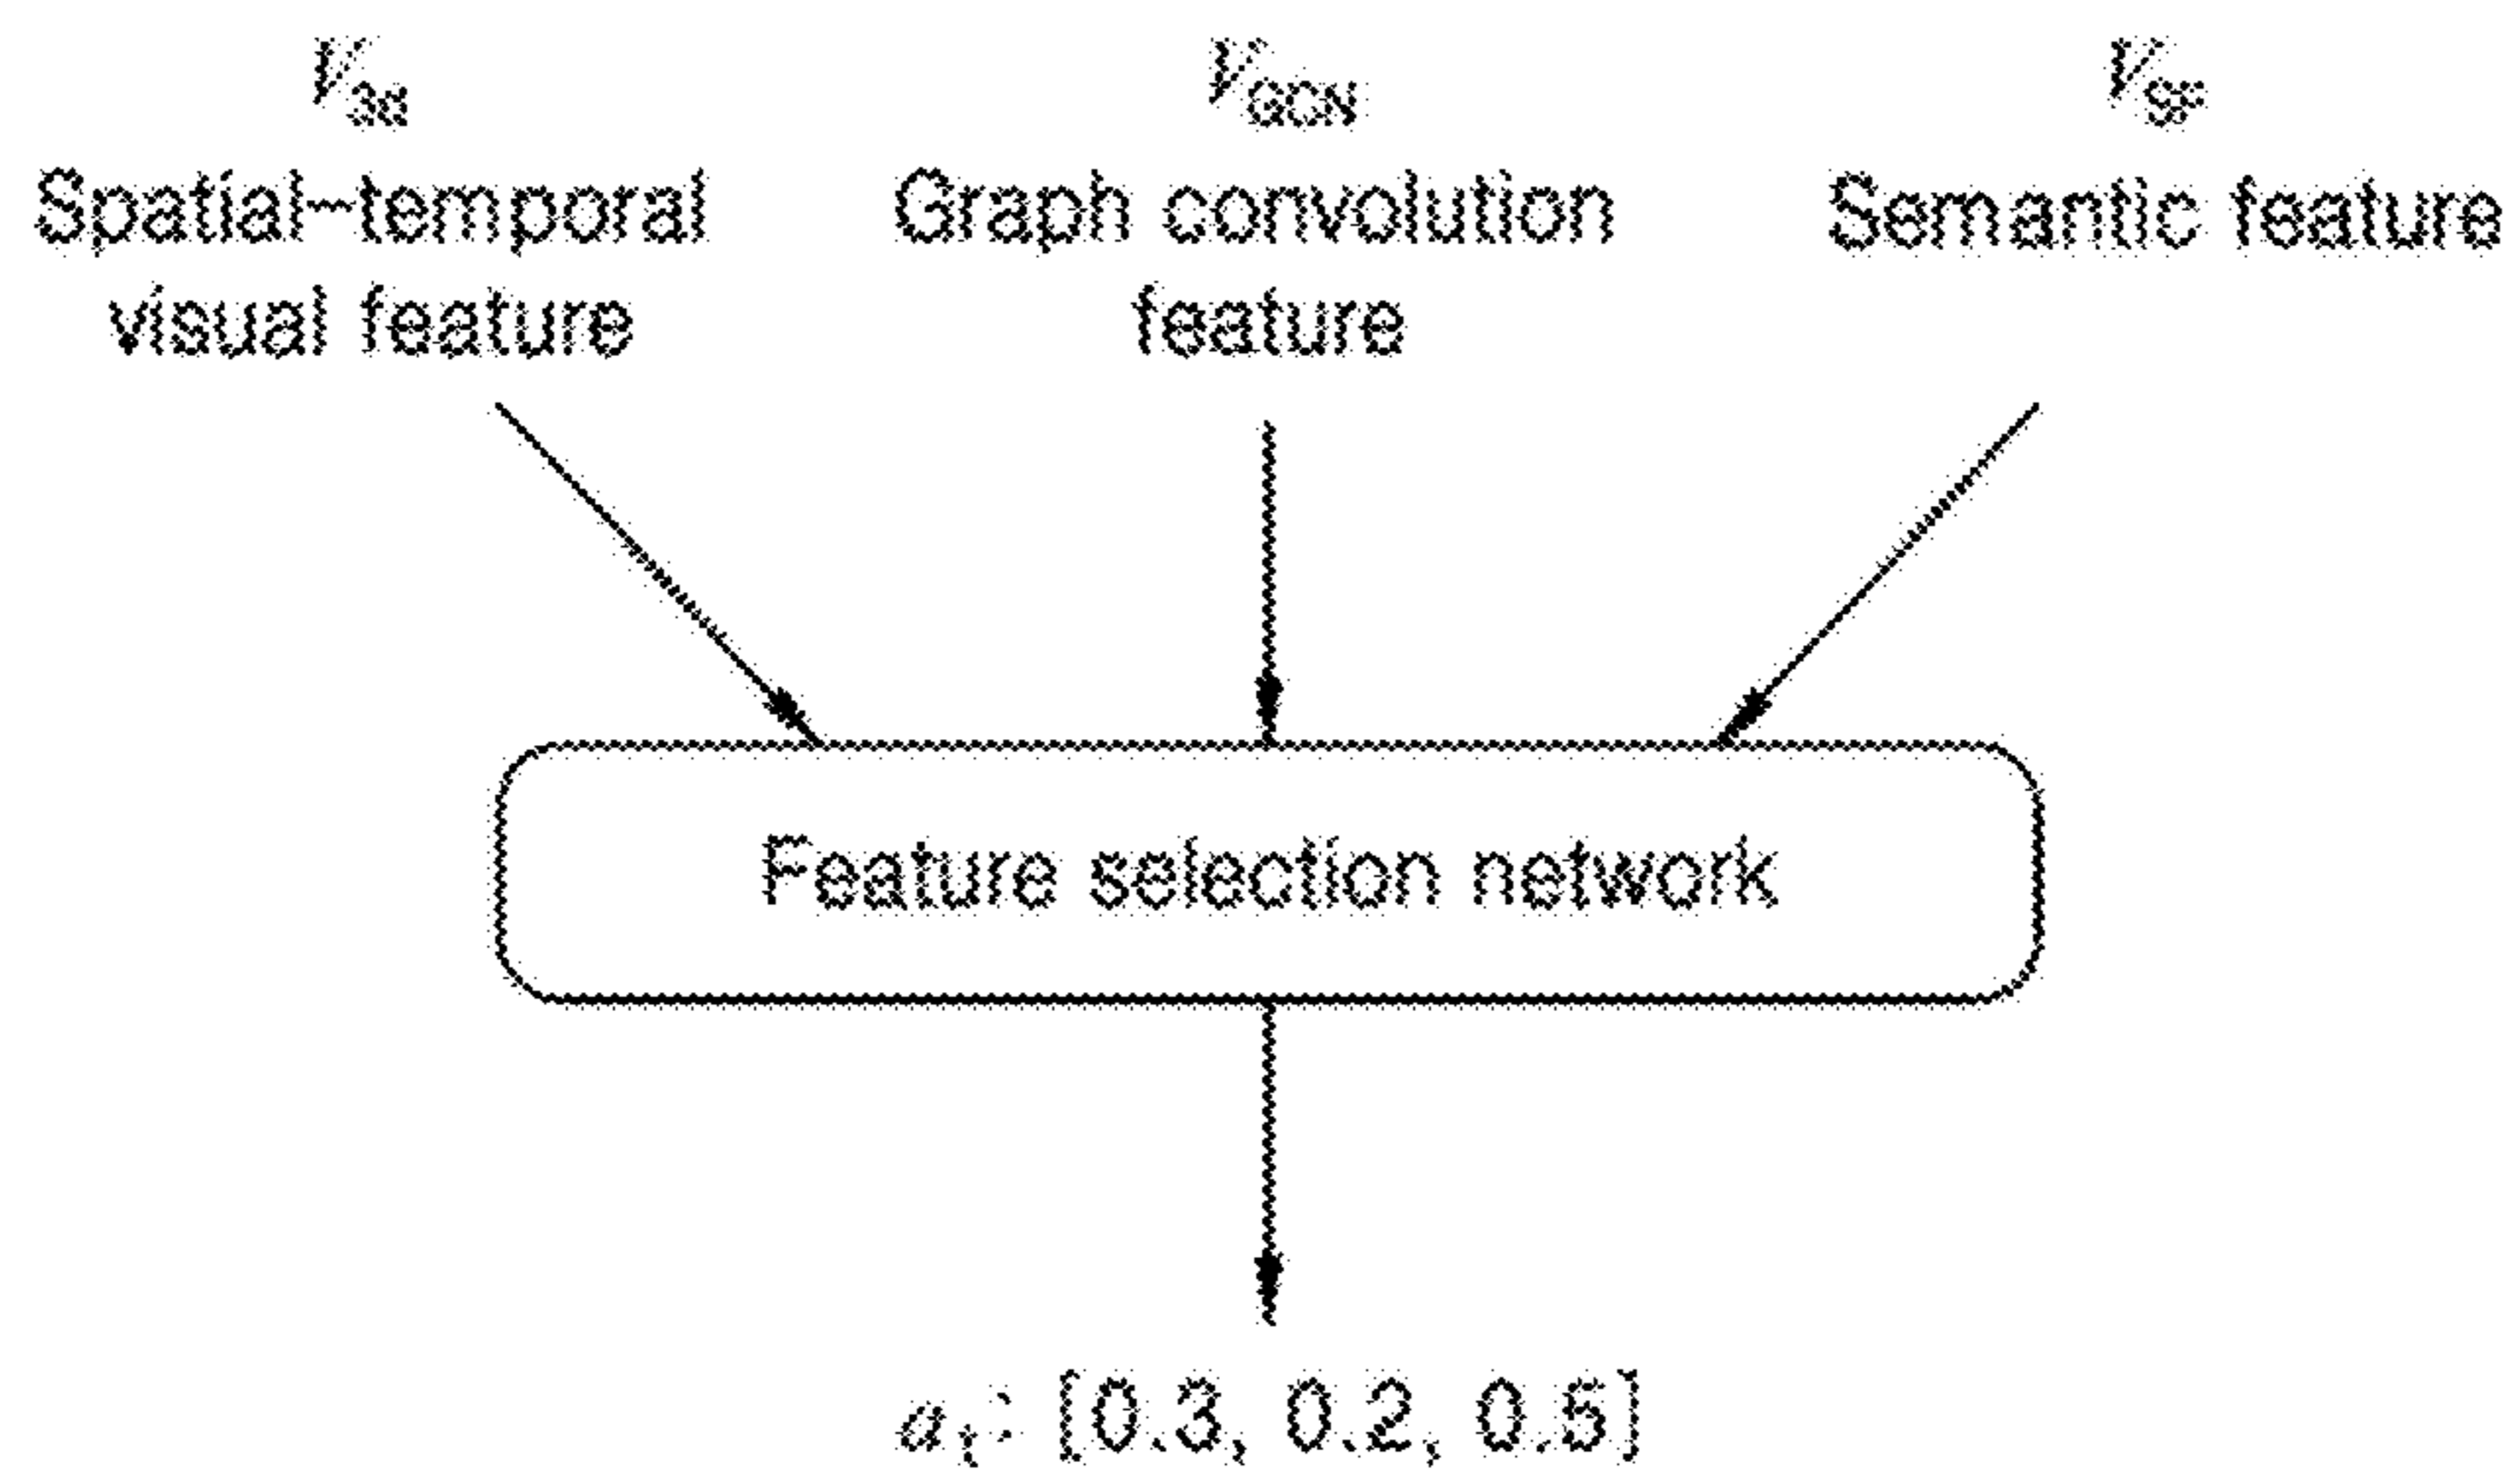 V3d
VGCN
VSF
Spatial-temporal
visual feature
Graph convolution
feature
Semantic feature
Feature selection network
at: [0.3, 0.2, 0.5]